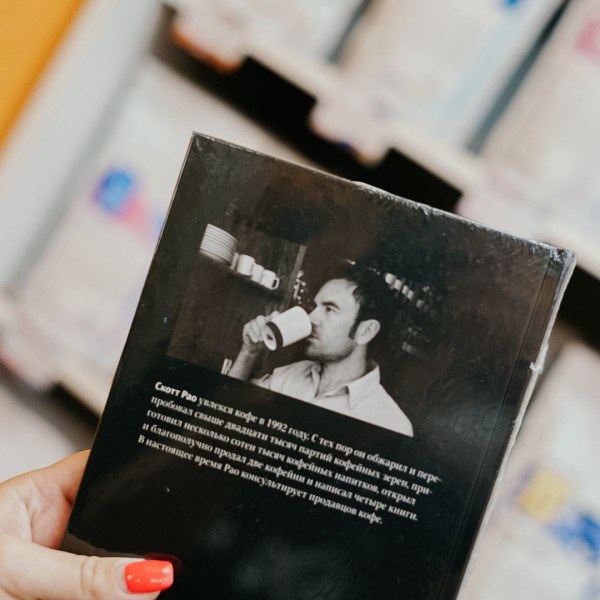 Скотт Рао увлекся кофе в 1992 году. С тех пор он обжарил и пере-
пробовал свыше двадцати тысяч партий кофейных зерен, при-
готовил несколько сотен тысяч кофейных напитков, открыл
и благополучно продал две кофейни и написал четыре книги.
В настоящее время Рао консультирует продавцов кофе.